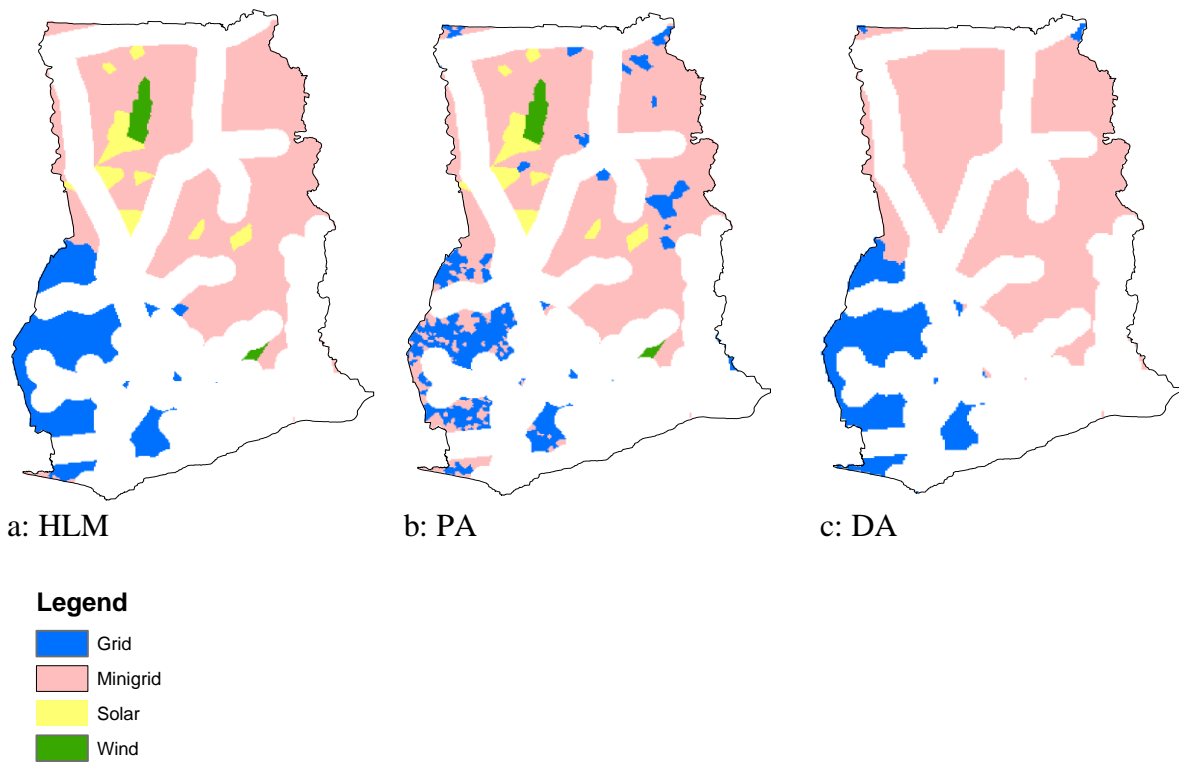 a: HLM
b: PA
c: DA
Legend
Grid
Minigrid
Solar
Wind